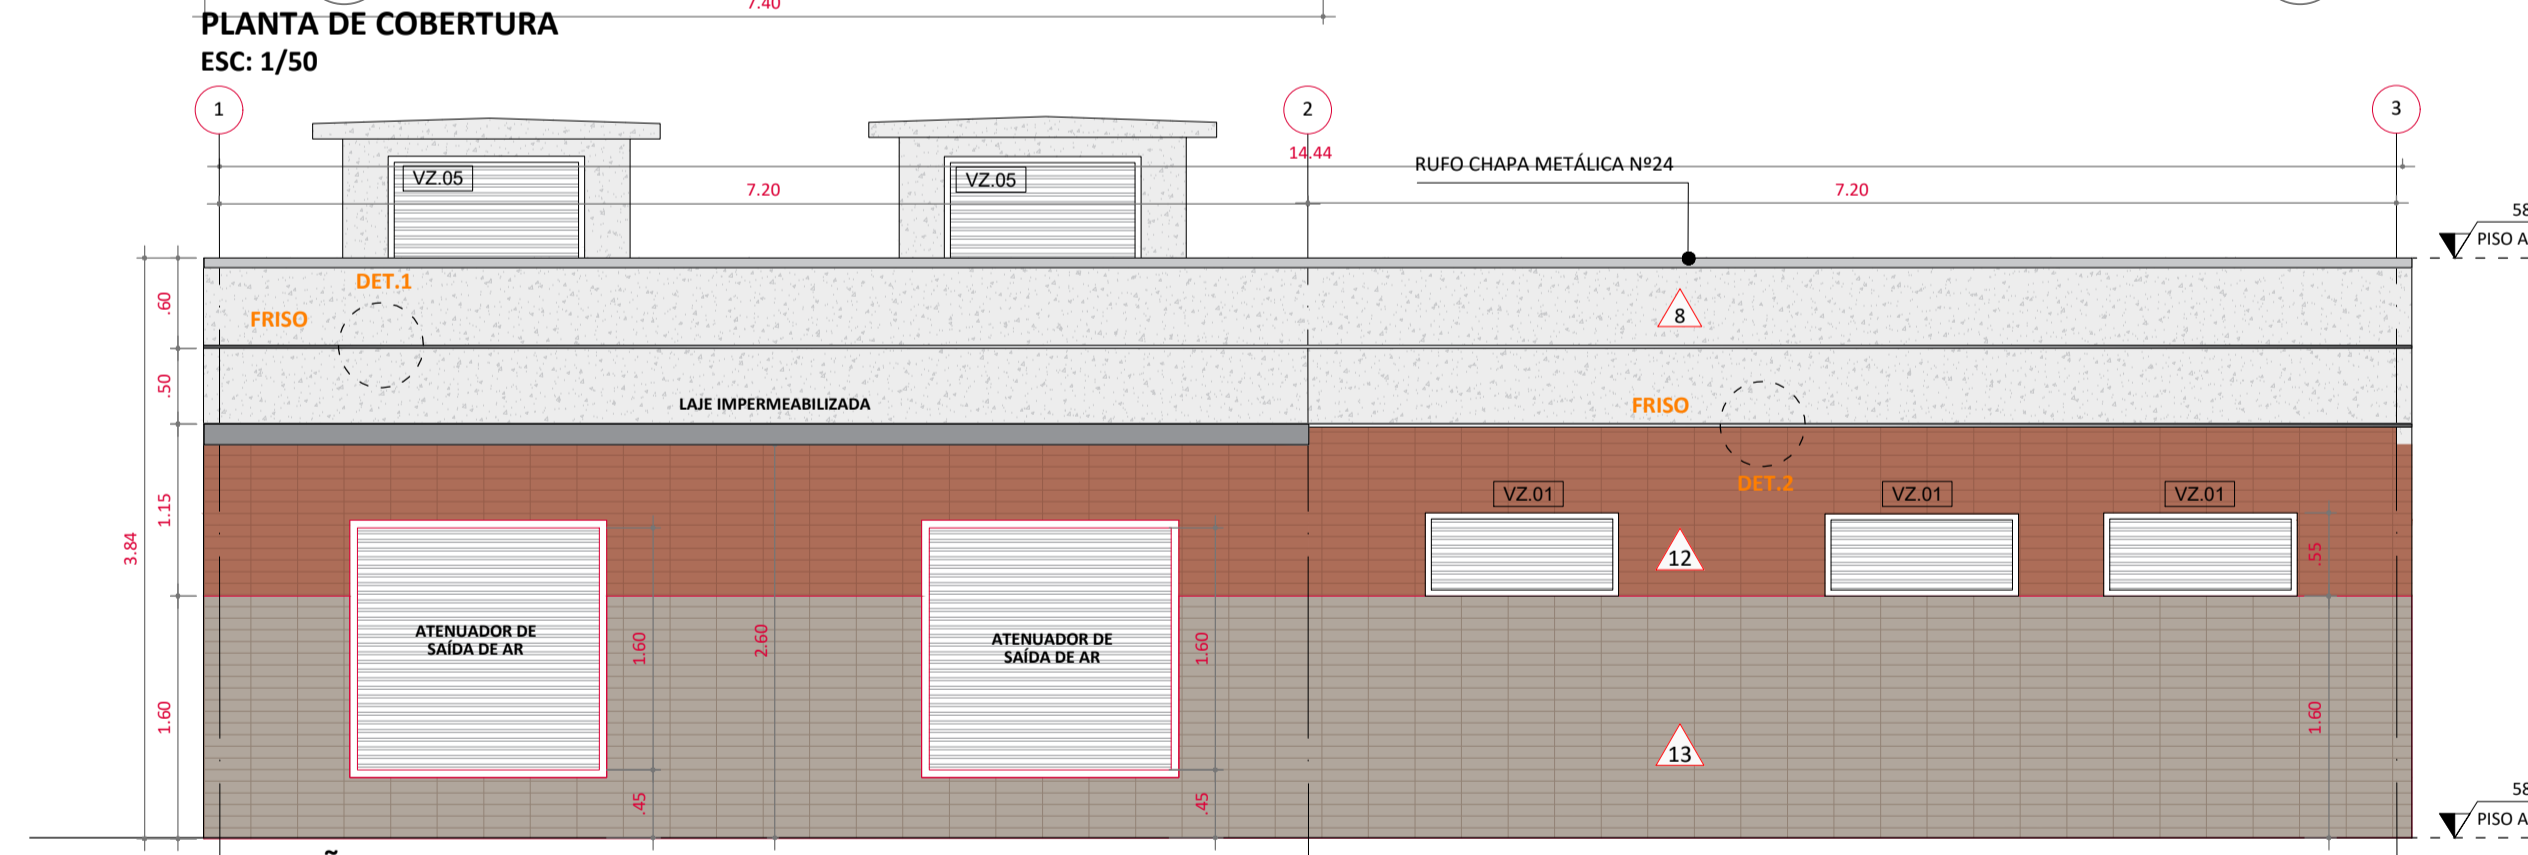 7.40
PLANTA DE COBERTURA
ESC: 1/50
1
2
3
14.44
RUFO CHAPA METÁLICA Nº24
VZ.05
VZ.05
7.20
7.20
58
PISO A
DET.1
FRISO
.60
8
.50
LAJE IMPERMEABILIZADA
FRISO
DET.2
VZ.01
VZ.01
VZ.01
1.15
3.84
12
.55
ATENUADOR DE
SAÍDA DE AR
1.60
2.60
ATENUADOR DE
SAÍDA DE AR
1.60
1.60
13
1.60
.45
.45
58
PISO A